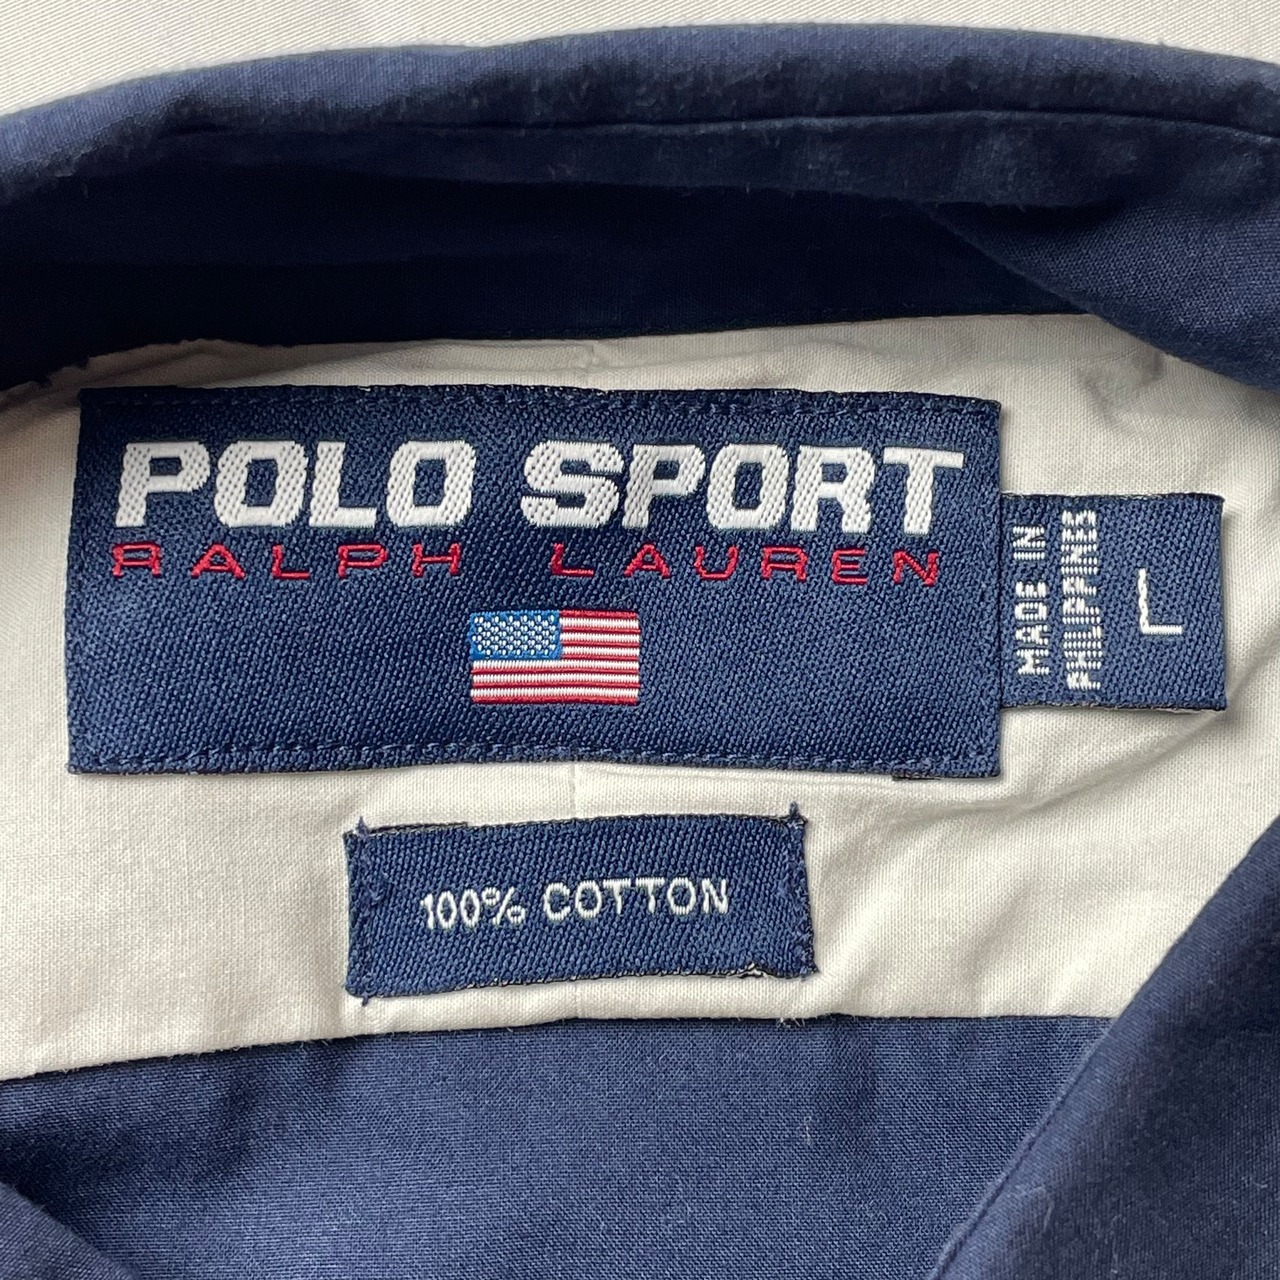 POLO SPORT
RALPH LAUREN
MADE IN
PHILIPPINES
L
100% COTTON